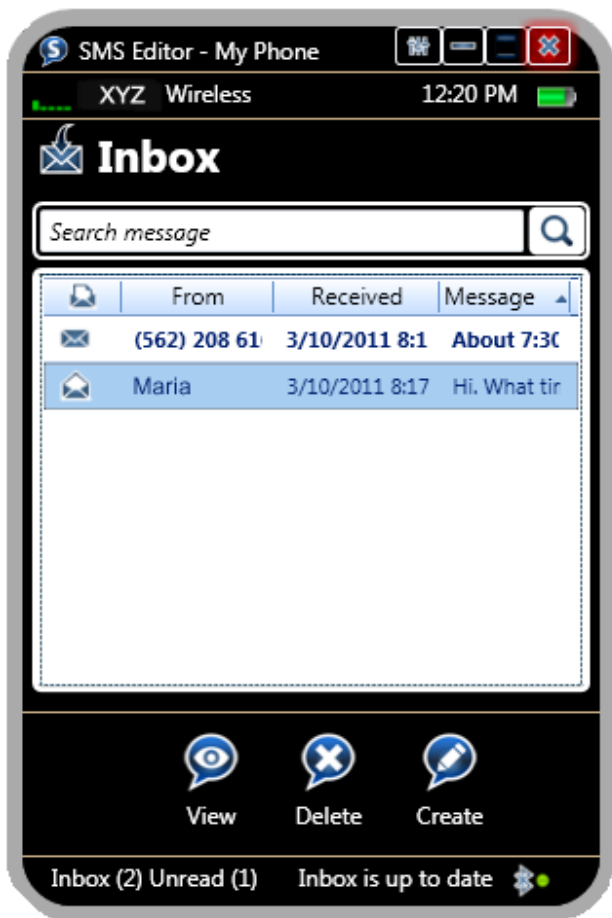 SMS Editor - My Phone
XYZ Wireless 12:20 PM
Inbox
Search message
From Received Message
(562) 208 61 3/10/2011 8:1 About 7:30
Maria 3/10/2011 8:17 Hi. What tir
View Delete Create
Inbox (2) Unread (1) Inbox is up to date